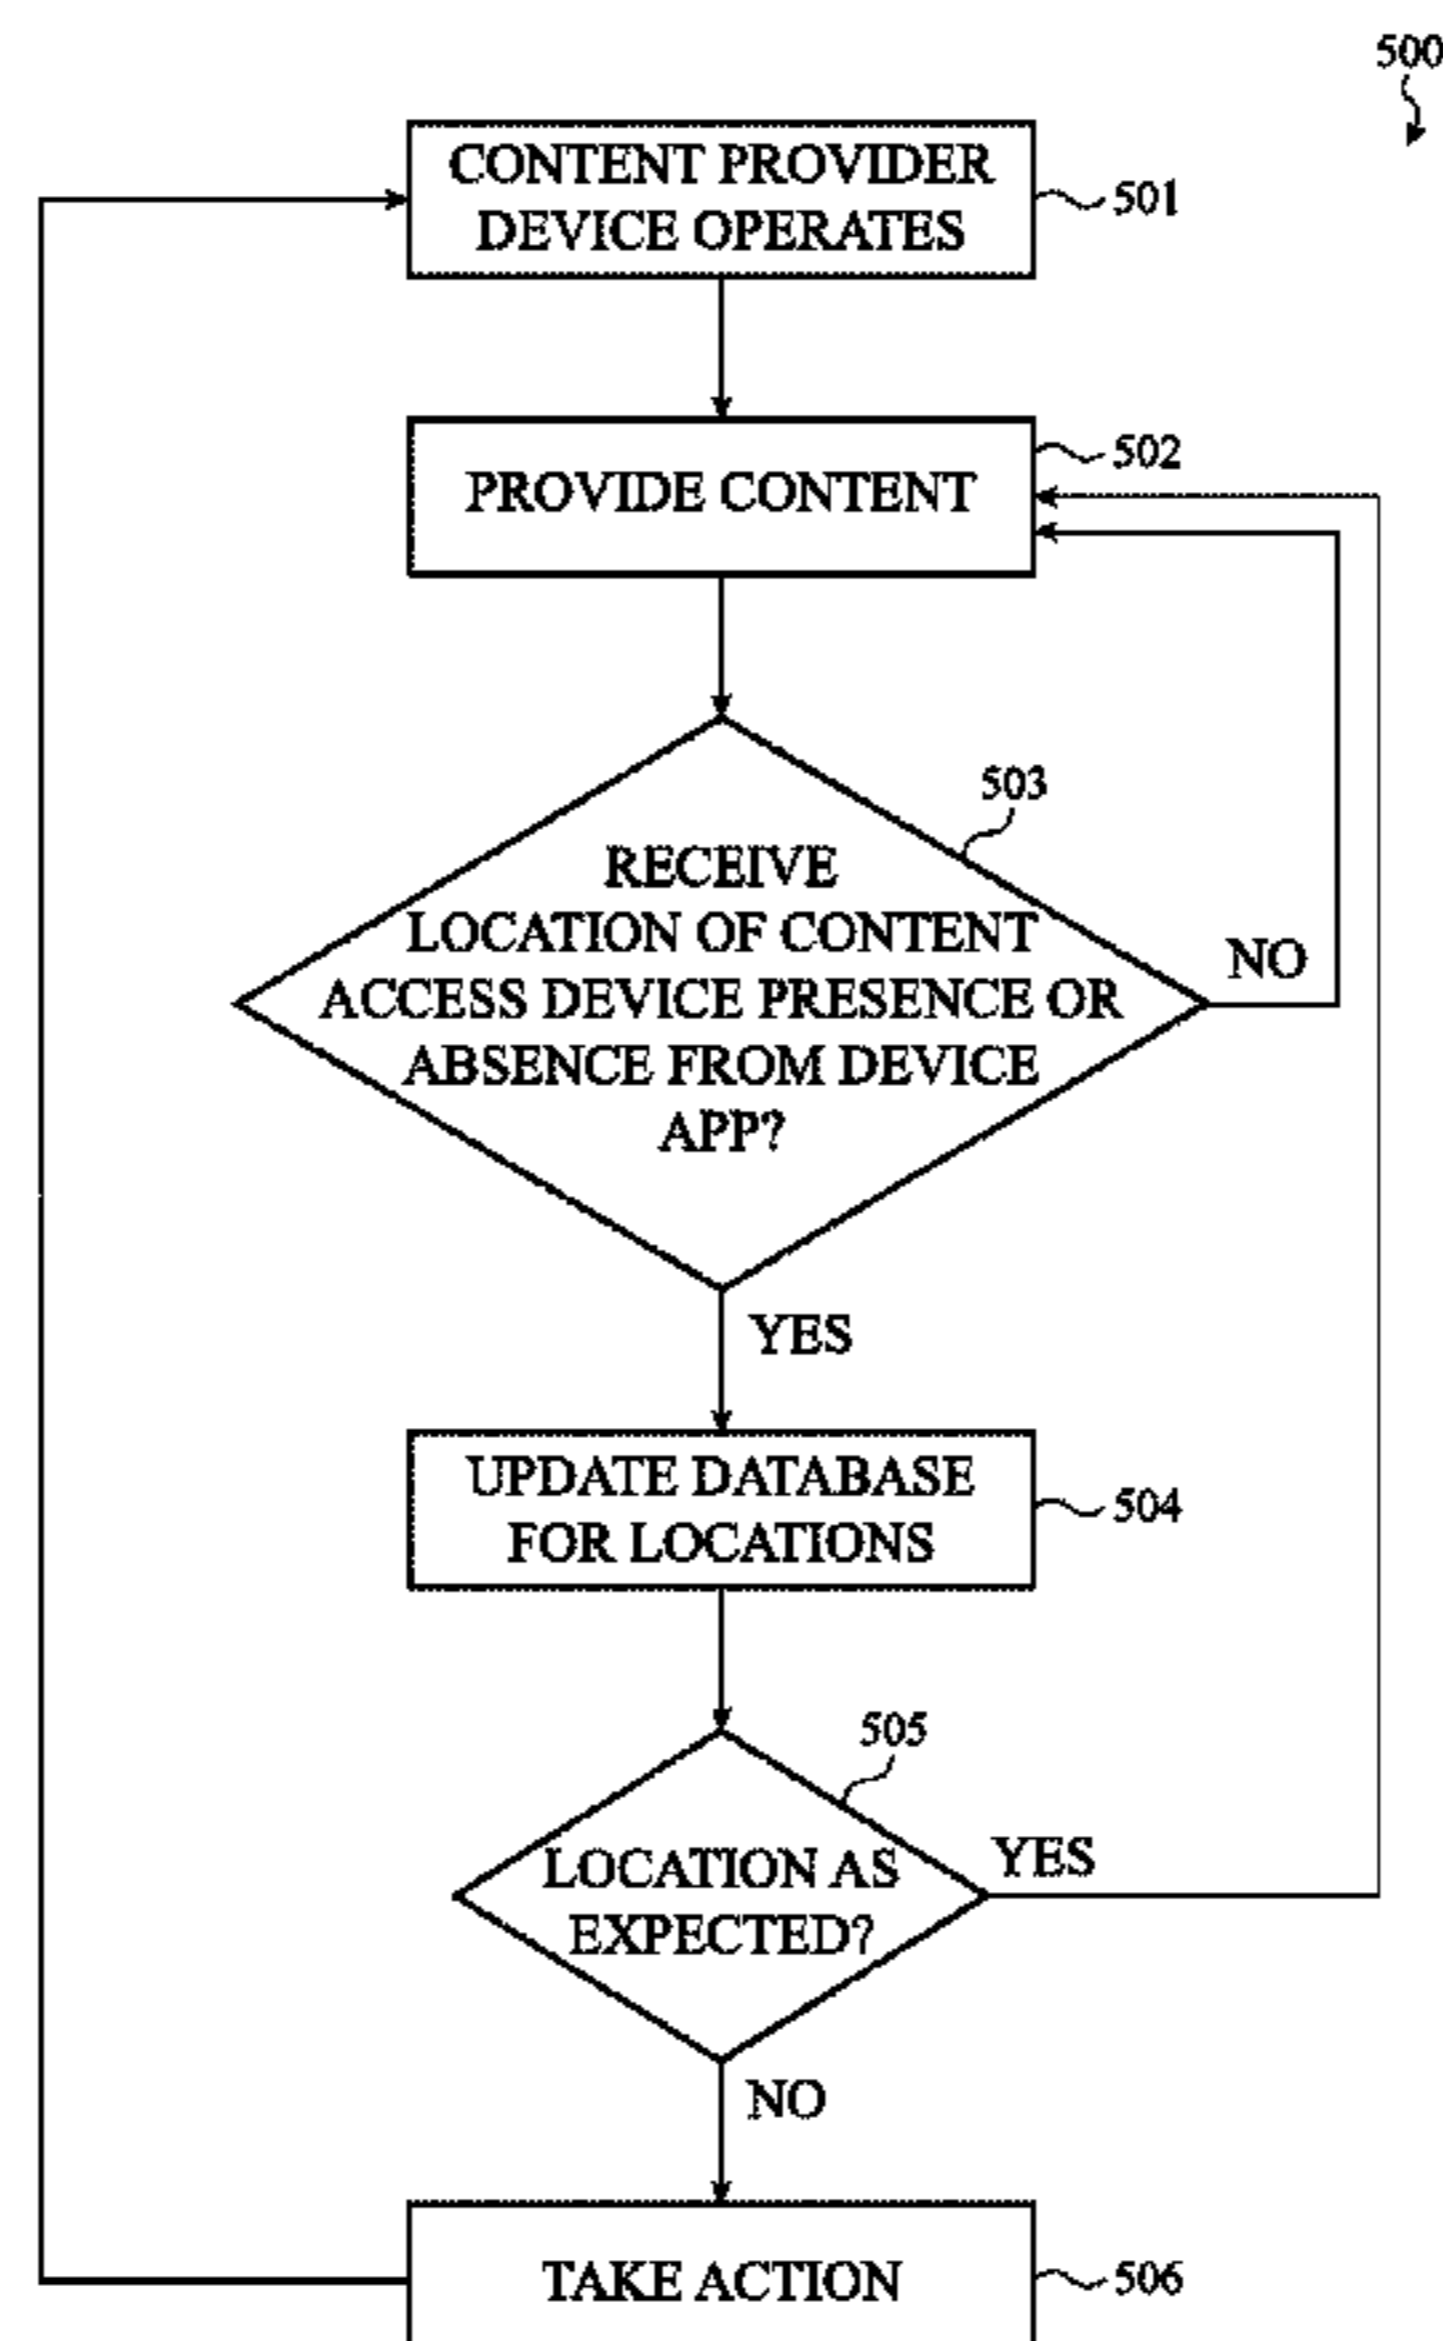 500
CONTENT PROVIDER
DEVICE OPERATES
501
PROVIDE CONTENT
502
503
RECEIVE
LOCATION OF CONTENT
ACCESS DEVICE PRESENCE OR
ABSENCE FROM DEVICE
APP?
NO
YES
UPDATE DATABASE
FOR LOCATIONS
504
505
LOCATION AS
EXPECTED?
YES
NO
TAKE ACTION
506